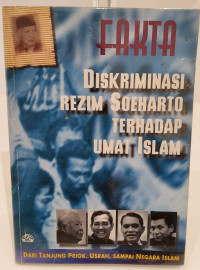 FAKTA
DISKRIMINASI
REZIM SOEHARTO
TERHADAP
UMAT ISLAM
DARI TANJUNG PRIOK, USRAH, SAMPAI NEGARA ISLAM